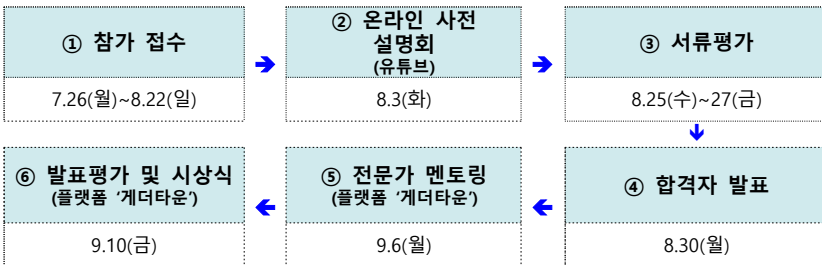 ① 참가 접수
7.26(월)~8.22(일)
② 온라인 사전
설명회
(유튜브)
8.3(화)
③ 서류평가
8.25(수)~27(금)
④ 합격자 발표
8.30(월)
⑤ 전문가 멘토링
(플랫폼 ‘게더타운’)
9.6(월)
⑥ 발표평가 및 시상식
(플랫폼 ‘게더타운’)
9.10(금)